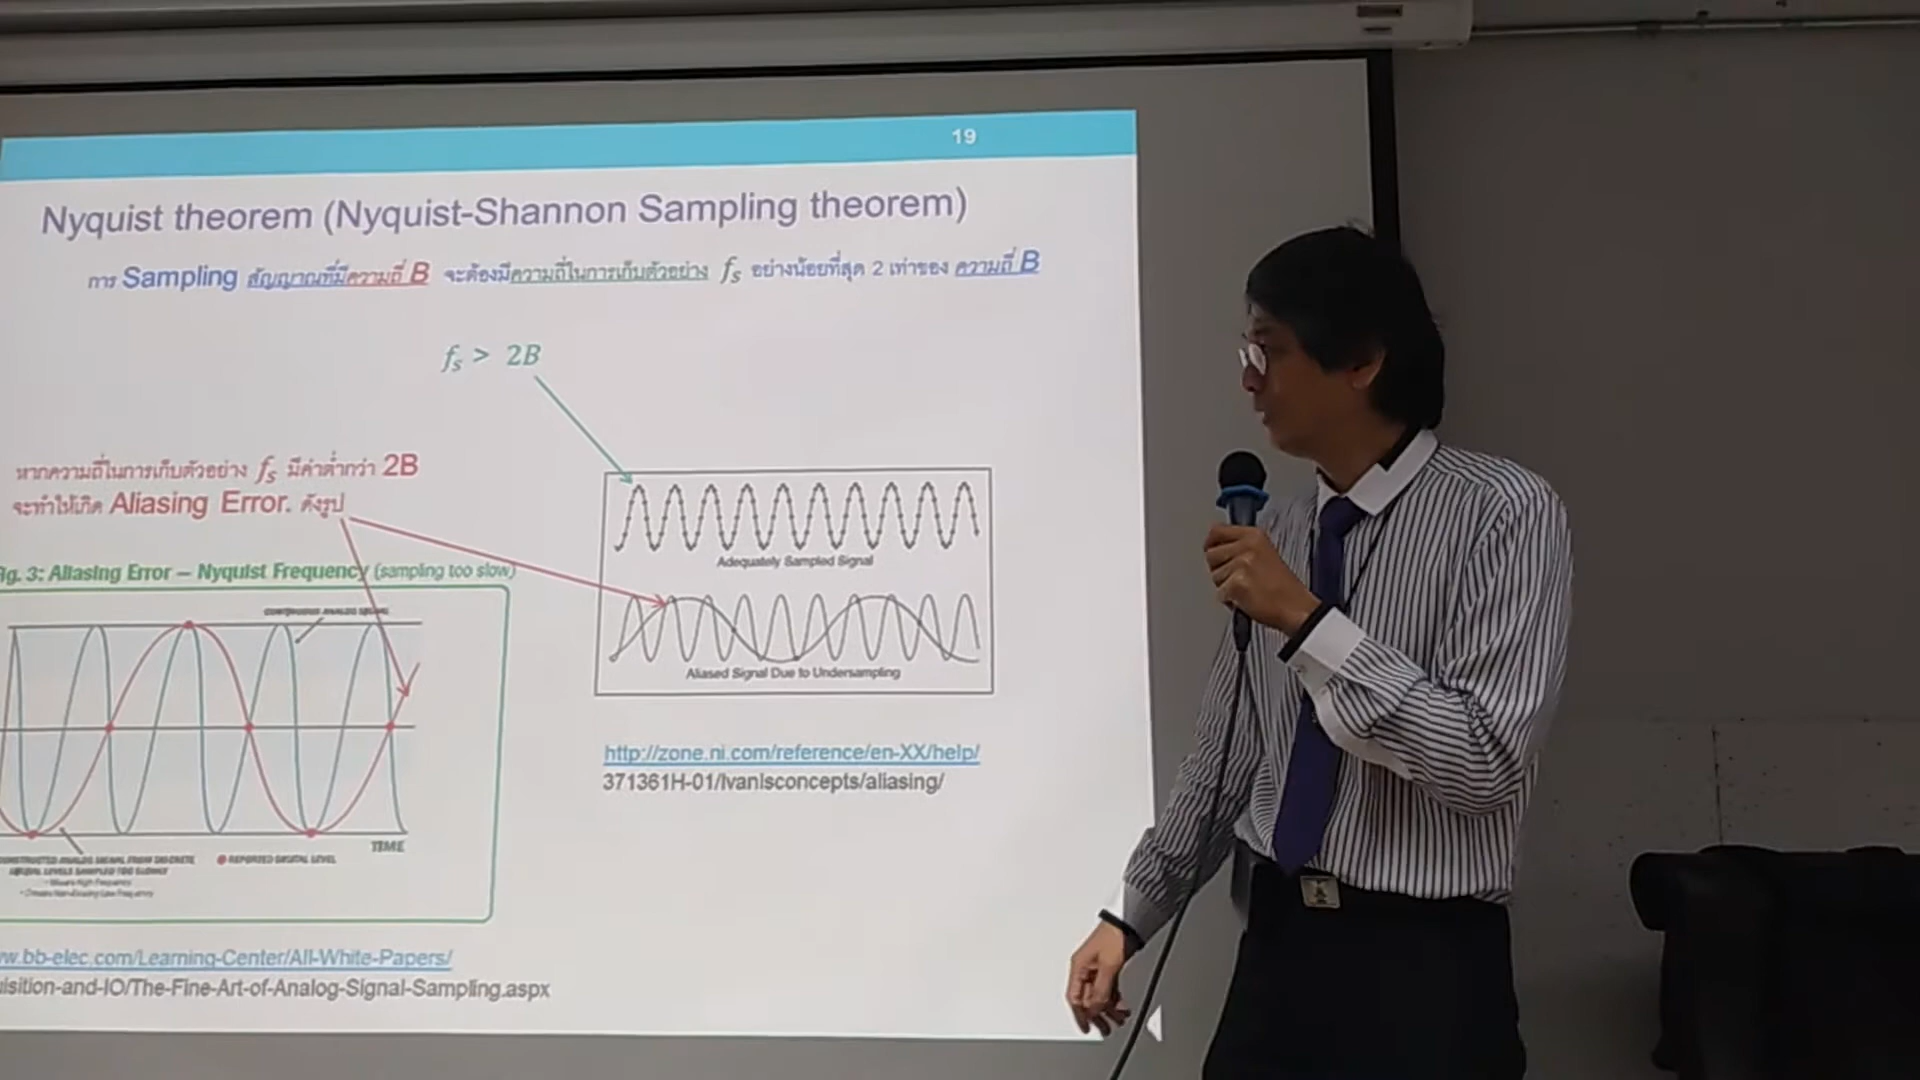 19
Nyquist theorem (Nyquist-Shannon Sampling theorem)
การ Sampling สัญญาณที่มีความถี่ B จะต้องมีความถี่ในการเก็บตัวอย่าง fs อย่างน้อยที่สุด 2 เท่าของ ความถี่ B
fs > 2B
หากความถี่ในการเก็บตัวอย่าง fs มีค่าต่ำกว่า 2B
จะทำให้เกิด Aliasing Error. ดังรูป
Adequately Sampled Signal
Aliased Signal Due to Undersampling
ig. 3: Aliasing Error – Nyquist Frequency (sampling too slow)
CONTINUOUS ANALOG SIGNAL
TIME
REPORTED DIGITAL LEVEL
http://zone.ni.com/reference/en-XX/help/
371361H-01/lvanlsconcepts/aliasing/
w.bb-elec.com/Learning-Center/All-White-Papers/
isition-and-IO/The-Fine-Art-of-Analog-Signal-Sampling.aspx